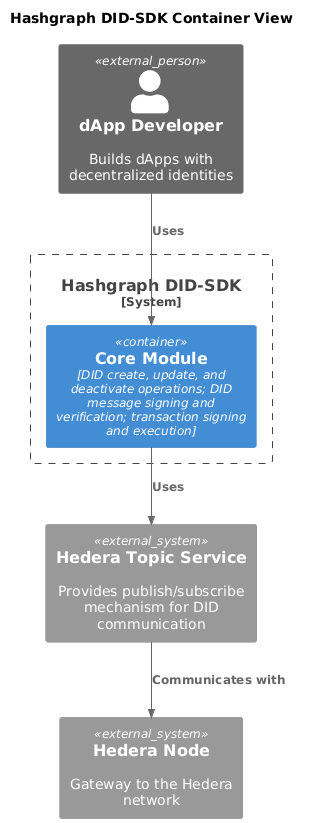 Hashgraph DID-SDK Container View
«external_person»
dApp Developer
Builds dApps with
decentralized identities
Uses
Hashgraph DID-SDK
[System]
«container»
Core Module
[DID create, update, and
deactivate operations; DID
message signing and
verification; transaction signing
and execution]
Uses
«external_system»
Hedera Topic Service
Provides publish/subscribe
mechanism for DID
communication
Communicates with
«external_system»
Hedera Node
Gateway to the Hedera
network